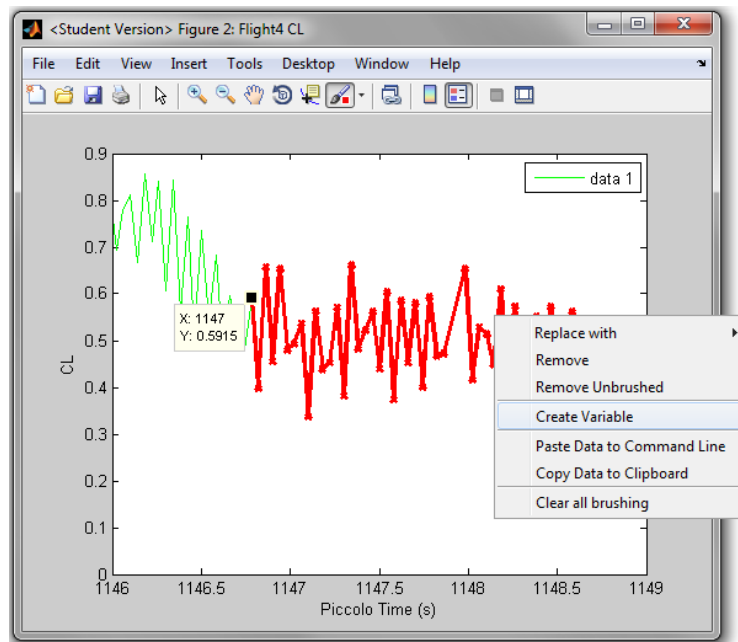 <Student Version> Figure 2: Flight4 CL
File Edit View Insert Tools Desktop Window Help
0.9
0.8
0.7
0.6
0.5
0.4
0.3
0.2
0.1
0
CL
data 1
X: 1147
Y: 0.5915
Replace with
Remove
Remove Unbrushed
Create Variable
Paste Data to Command Line
Copy Data to Clipboard
Clear all brushing
1146 1146.5 1147 1147.5 1148 1148.5 1149
Piccolo Time (s)